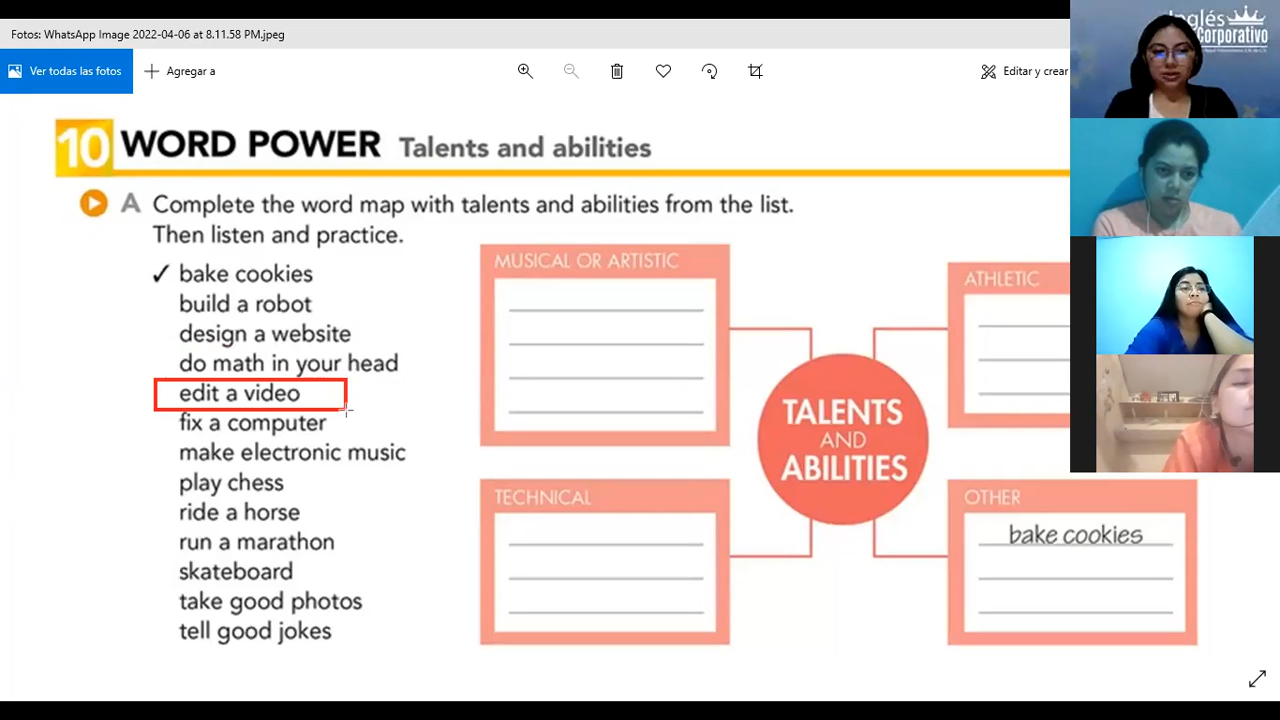 Fotos: WhatsApp Image 2022-04-06 at 8.11.58 PM.jpeg
Ver todas las fotos
Agregar a
Editar y crear
Inglés
Corporativo
10 WORD POWER Talents and abilities
A Complete the word map with talents and abilities from the list.
Then listen and practice.
✓ bake cookies
build a robot
design a website
do math in your head
edit a video
fix a computer
make electronic music
play chess
ride a horse
run a marathon
skateboard
take good photos
tell good jokes
MUSICAL OR ARTISTIC
ATHLETIC
TALENTS
AND
ABILITIES
TECHNICAL
OTHER
bake cookies